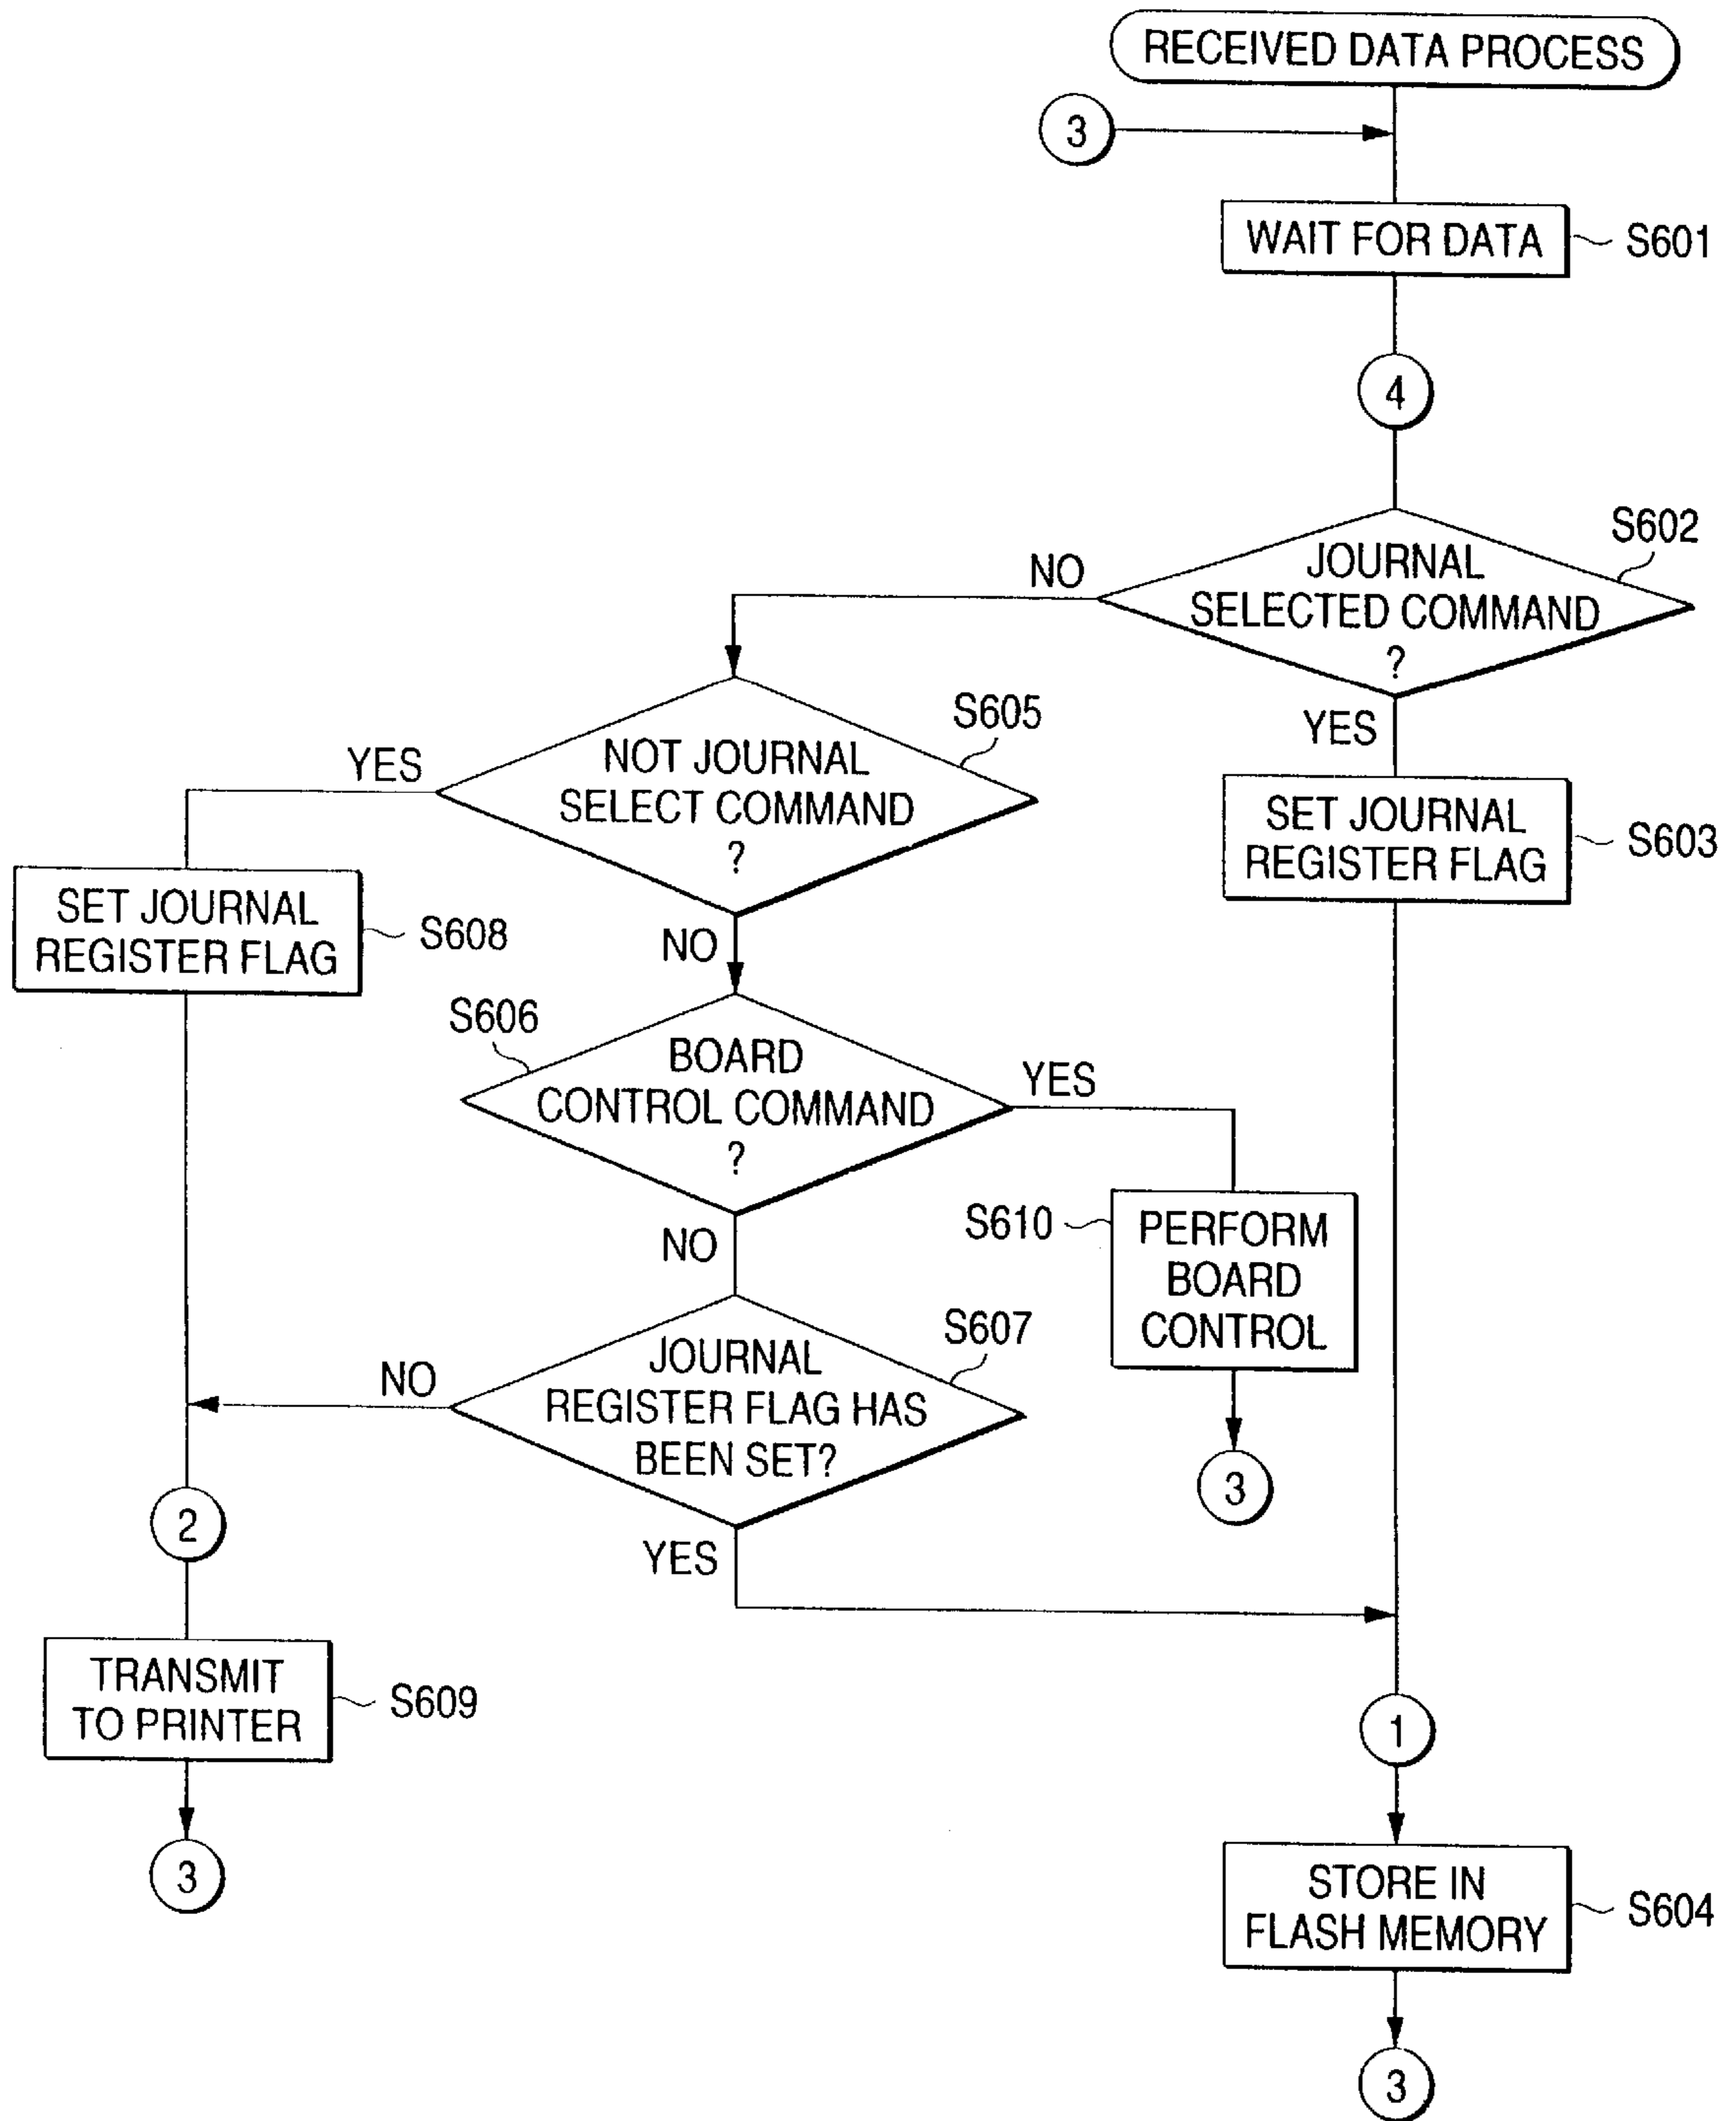 RECEIVED DATA PROCESS
3
WAIT FOR DATA
S601
4
S602
JOURNAL
SELECTED COMMAND
?
NO
YES
S605
NOT JOURNAL
SELECT COMMAND
?
YES
NO
SET JOURNAL
REGISTER FLAG
S603
SET JOURNAL
REGISTER FLAG
S608
S606
BOARD
CONTROL COMMAND
?
YES
NO
S610
PERFORM
BOARD
CONTROL
3
S607
JOURNAL
REGISTER FLAG HAS
BEEN SET?
NO
YES
2
TRANSMIT
TO PRINTER
S609
3
1
STORE IN
FLASH MEMORY
S604
3